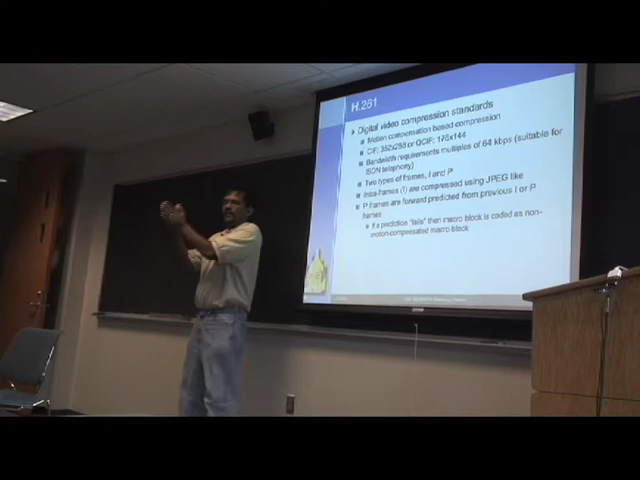 H.261
Digital video compression standards
Motion compensation based compression
CIF: 352x288 or QCIF: 176x144
Bandwidth requirements multiples of 64 kbps (suitable for
ISDN telephony)
Two types of frames, I and P
Intra-frames (I) are compressed using JPEG like
P frames are forward predicted from previous I or P
frames
If a prediction "fails" then macro block is coded as non-
motion-compensated macro block